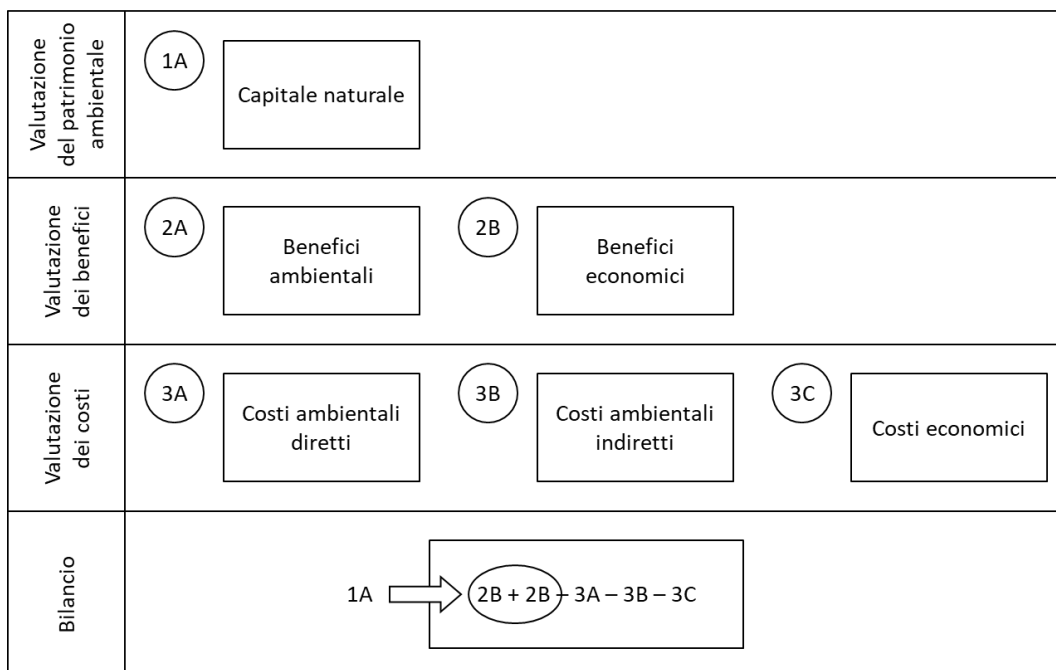 Valutazione
del patrimonio
ambientale
1A
Capitale naturale
Valutazione
dei benefici
2A
Benefici
ambientali
2B
Benefici
economici
Valutazione
dei costi
3A
Costi ambientali
diretti
3B
Costi ambientali
indiretti
3C
Costi economici
Bilancio
1A
2B + 2B – 3A – 3B – 3C